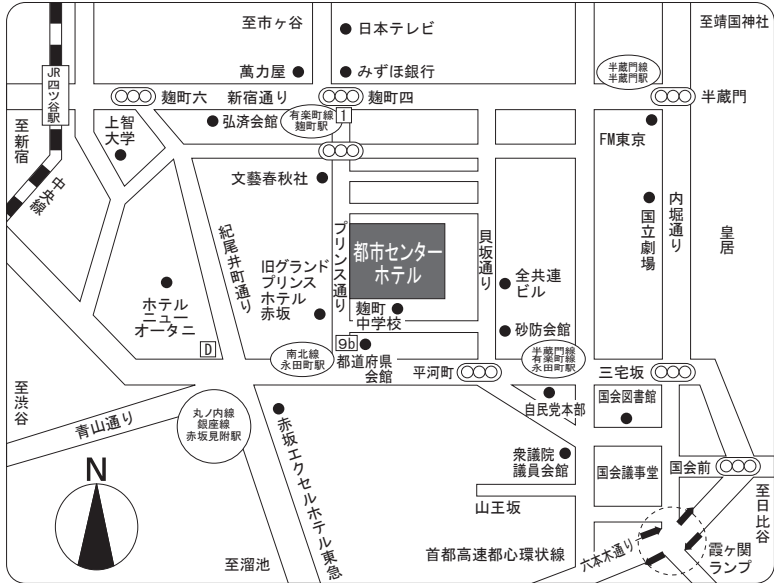 至市ヶ谷
日本テレビ
至靖国神社
萬力屋
みずほ銀行
半蔵門線
半蔵門駅
JR
四ツ谷駅
麹町六
新宿通り
麹町四
半蔵門
至新宿
上智
大学
弘済会館
有楽町線
麹町駅
1
FM東京
中央線
文藝春秋社
紀尾井町通り
プリンス通り
都市センター
ホテル
貝坂通り
国立劇場
内堀通り
皇居
旧グランド
プリンス
ホテル
赤坂
全共連
ビル
ホテル
ニュー
オータニ
麹町
中学校
砂防会館
D
9b
南北線
永田町駅
都道府県
会館
平河町
半蔵門線
有楽町線
永田町駅
三宅坂
至渋谷
青山通り
丸ノ内線
銀座線
赤坂見附駅
自民党本部
国会図書館
赤坂エクセルホテル東急
衆議院
議員会館
国会議事堂
国会前
N
山王坂
至日比谷
至溜池
首都高速都心環状線
六本木通り
霞ヶ関
ランプ